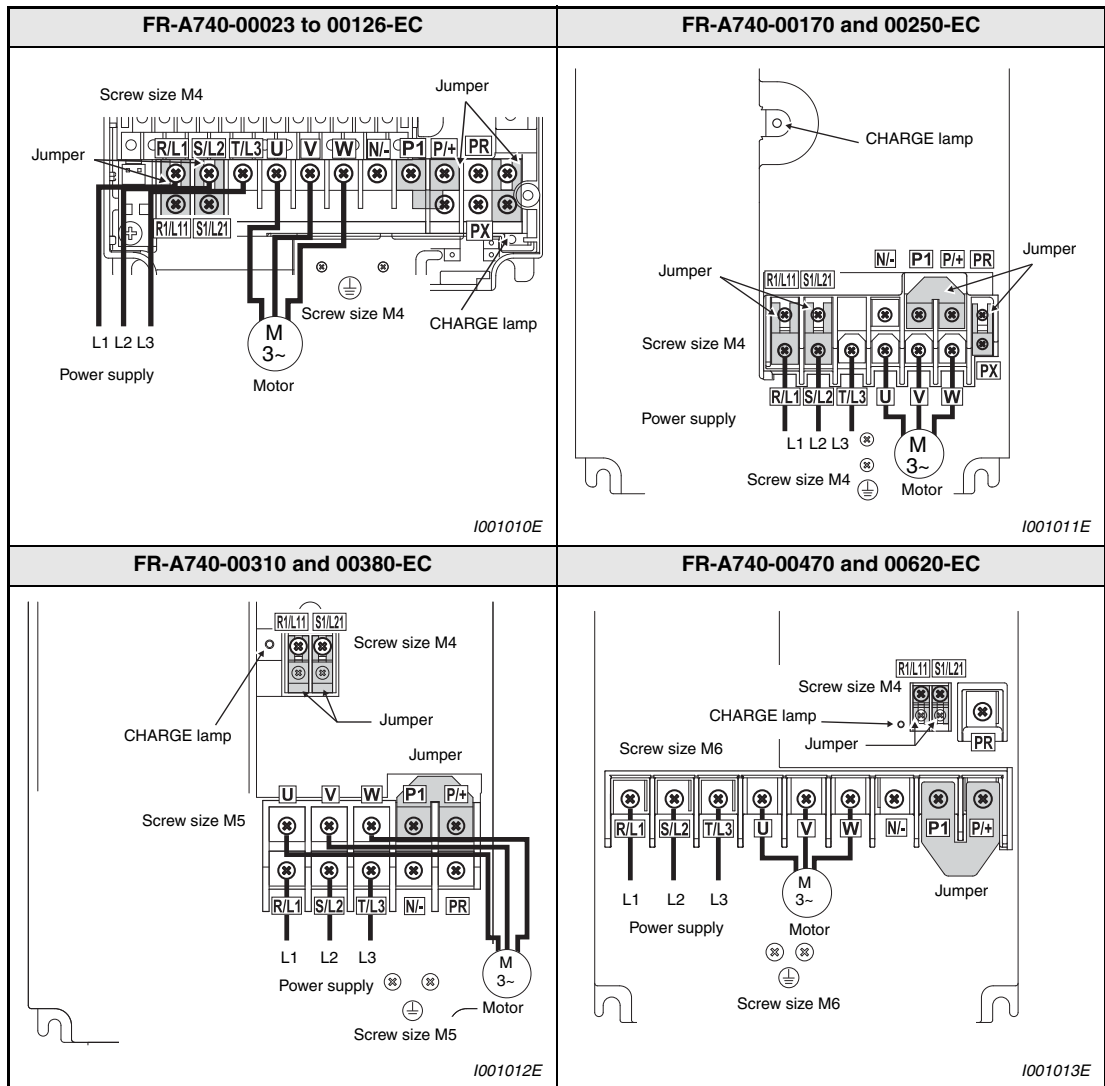 FR-A740-00023 to 00126-EC
Screw size M4
Jumper
Jumper
R/L1 S/L2 T/L3 U V W N/- P1 P/+ PR
R1/L11 S1/L21
PX
Screw size M4
CHARGE lamp
L1 L2 L3
Power supply
M
3~
Motor
I001010E
FR-A740-00170 and 00250-EC
CHARGE lamp
Jumper
Jumper
R1/L11 S1/L21
N/- P1 P/+ PR
Screw size M4
PX
R/L1 S/L2 T/L3 U V W
Power supply
L1 L2 L3
M
3~
Screw size M4
Motor
I001011E
FR-A740-00310 and 00380-EC
R1/L11 S1/L21
Screw size M4
Jumper
CHARGE lamp
Jumper
U V W P1 P/+
Screw size M5
R/L1 S/L2 T/L3 N/- PR
L1 L2 L3
Power supply
M
3~
Motor
Screw size M5
I001012E
FR-A740-00470 and 00620-EC
R1/L11 S1/L21
Screw size M4
CHARGE lamp
Jumper
PR
Screw size M6
R/L1 S/L2 T/L3 U V W N/- P1 P/+
L1 L2 L3
Power supply
M
3~
Motor
Jumper
Screw size M6
I001013E